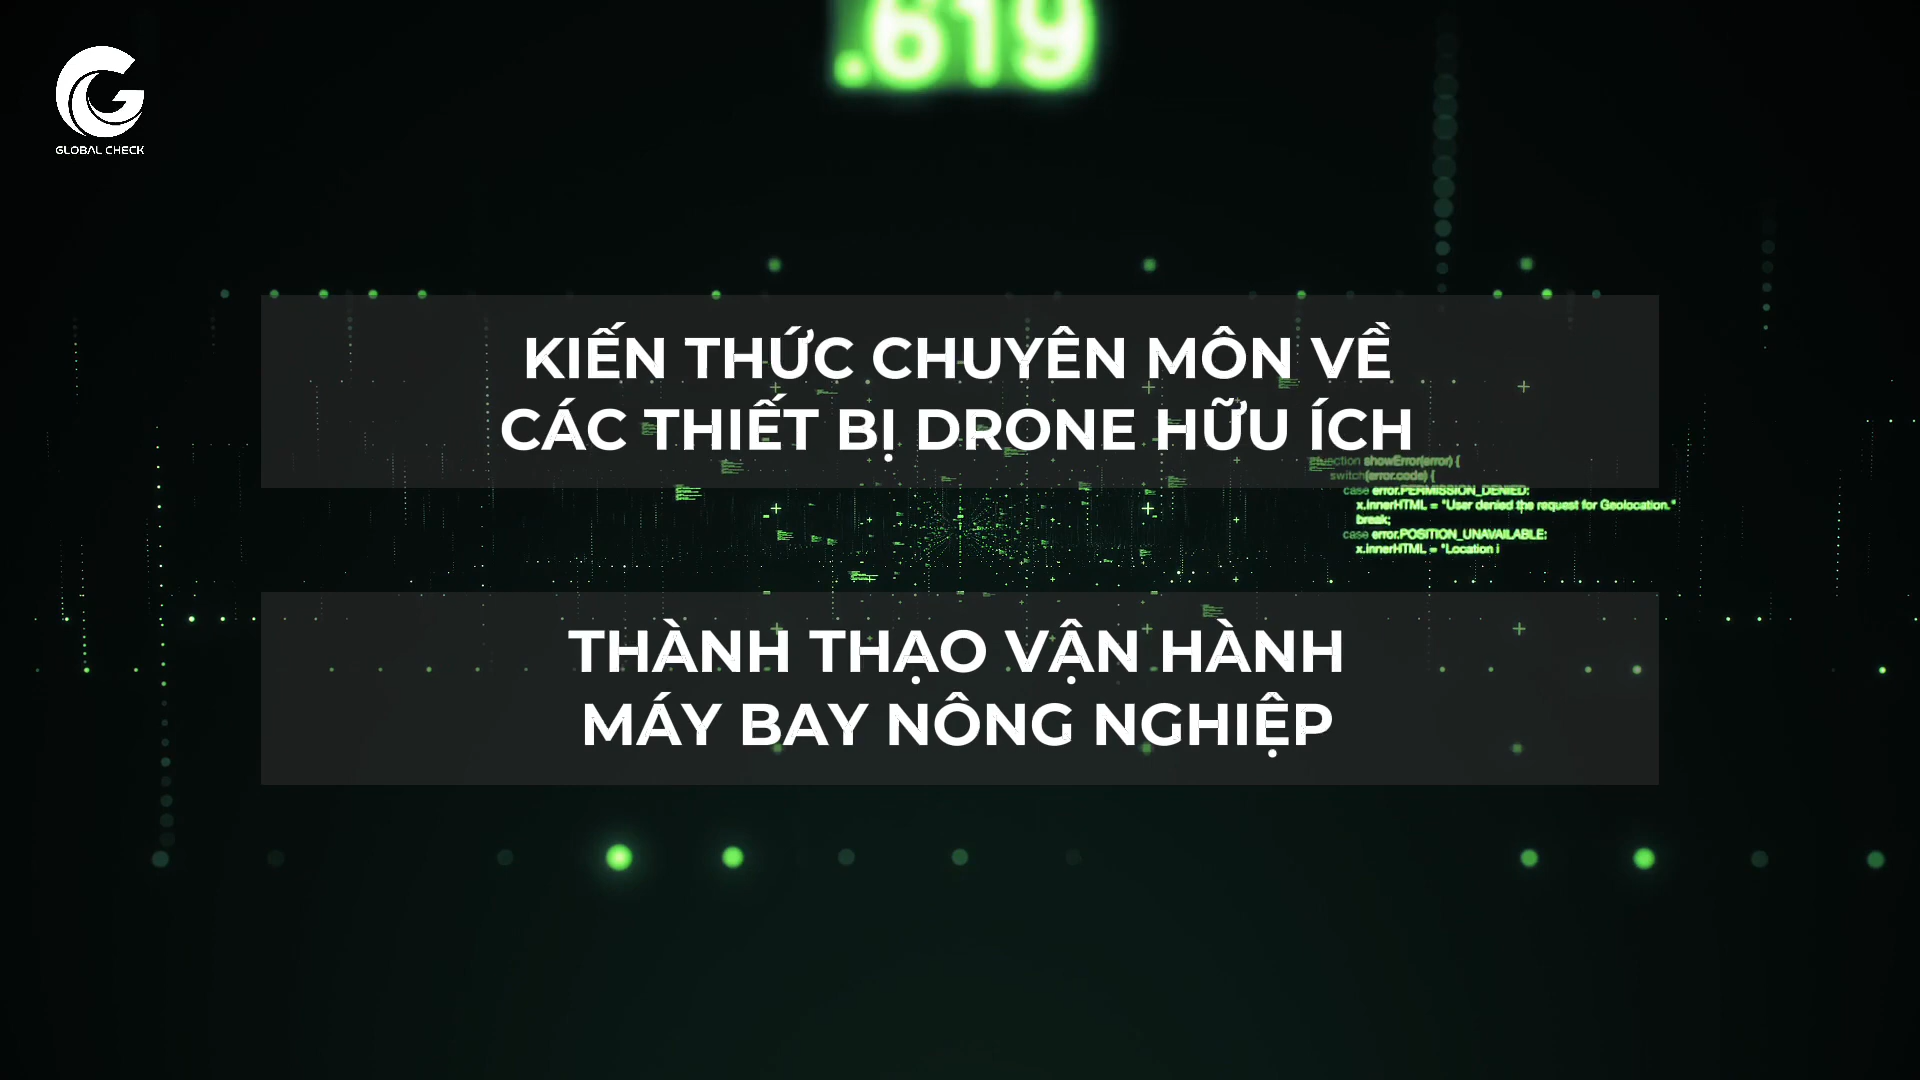 .619
GLOBAL CHECK
KIẾN THỨC CHUYÊN MÔN VỀ
CÁC THIẾT BỊ DRONE HỮU ÍCH
function showError(error) {
switch(error.code) {
case error.PERMISSION_DENIED:
x.innerHTML = "User denied the request for Geolocation."
break;
case error.POSITION_UNAVAILABLE:
x.innerHTML = "Location i
THÀNH THẠO VẬN HÀNH
MÁY BAY NÔNG NGHIỆP